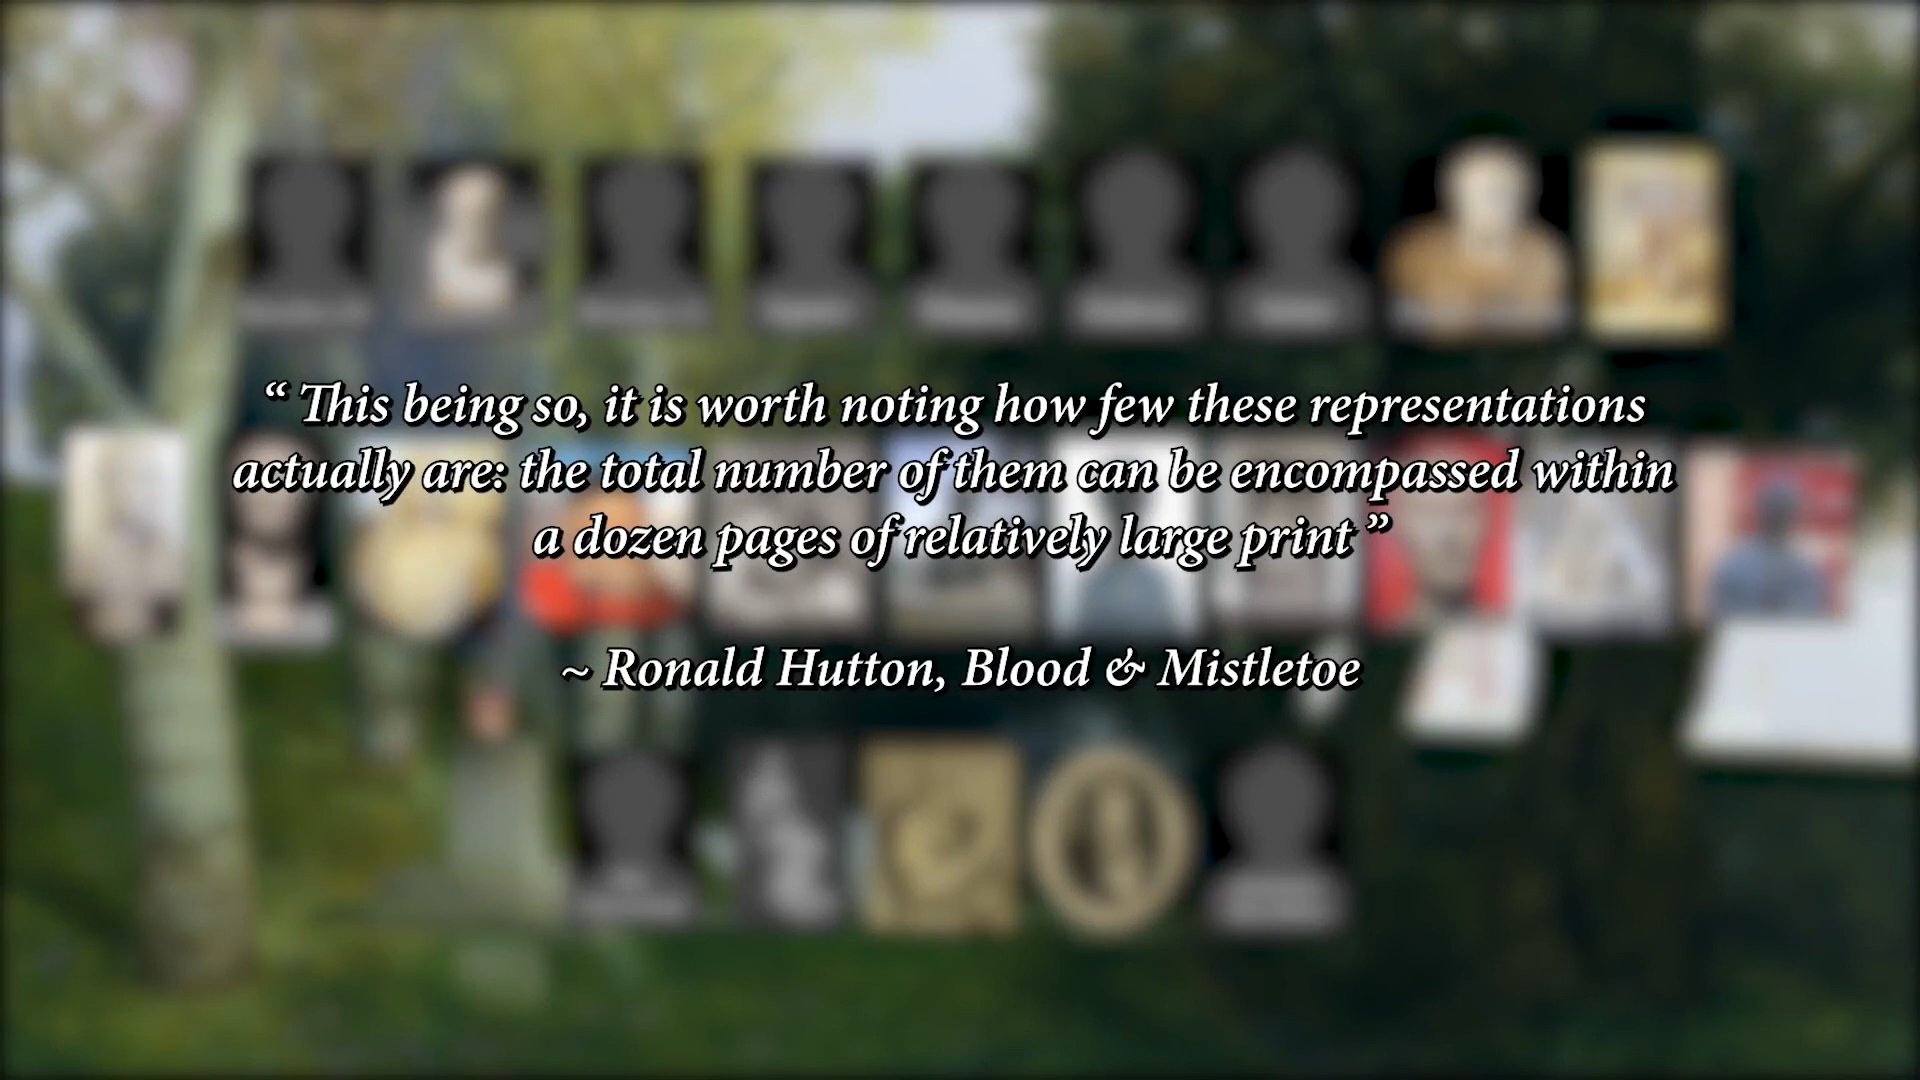 “ This being so, it is worth noting how few these representations
actually are: the total number of them can be encompassed within
a dozen pages of relatively large print ”
~ Ronald Hutton, Blood & Mistletoe